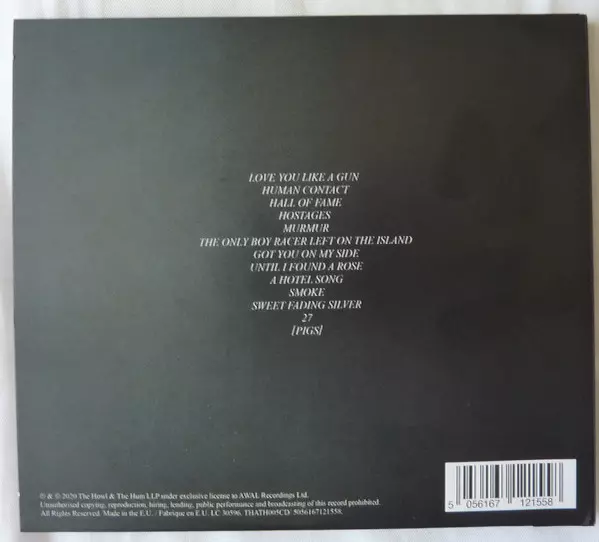 LOVE YOU LIKE A GUN
HUMAN CONTACT
HALL OF FAME
HOSTAGES
MURMUR
THE ONLY BOY RACER LEFT ON THE ISLAND
GOT YOU ON MY SIDE
UNTIL I FOUND A ROSE
A HOTEL SONG
SMOKE
SWEET FADING SILVER
27
[PIGS]
℗ & © 2020 The Howl & The Hum LLP under exclusive license to AWAL Recordings Ltd.
Unauthorised copying, reproduction, hiring, lending, public performance and broadcasting of this record prohibited.
All Rights Reserved. Made in the E.U. / Fabrique en E.U. LC 30596. THATH005CD/ 5056167121558.
5 056167 121558